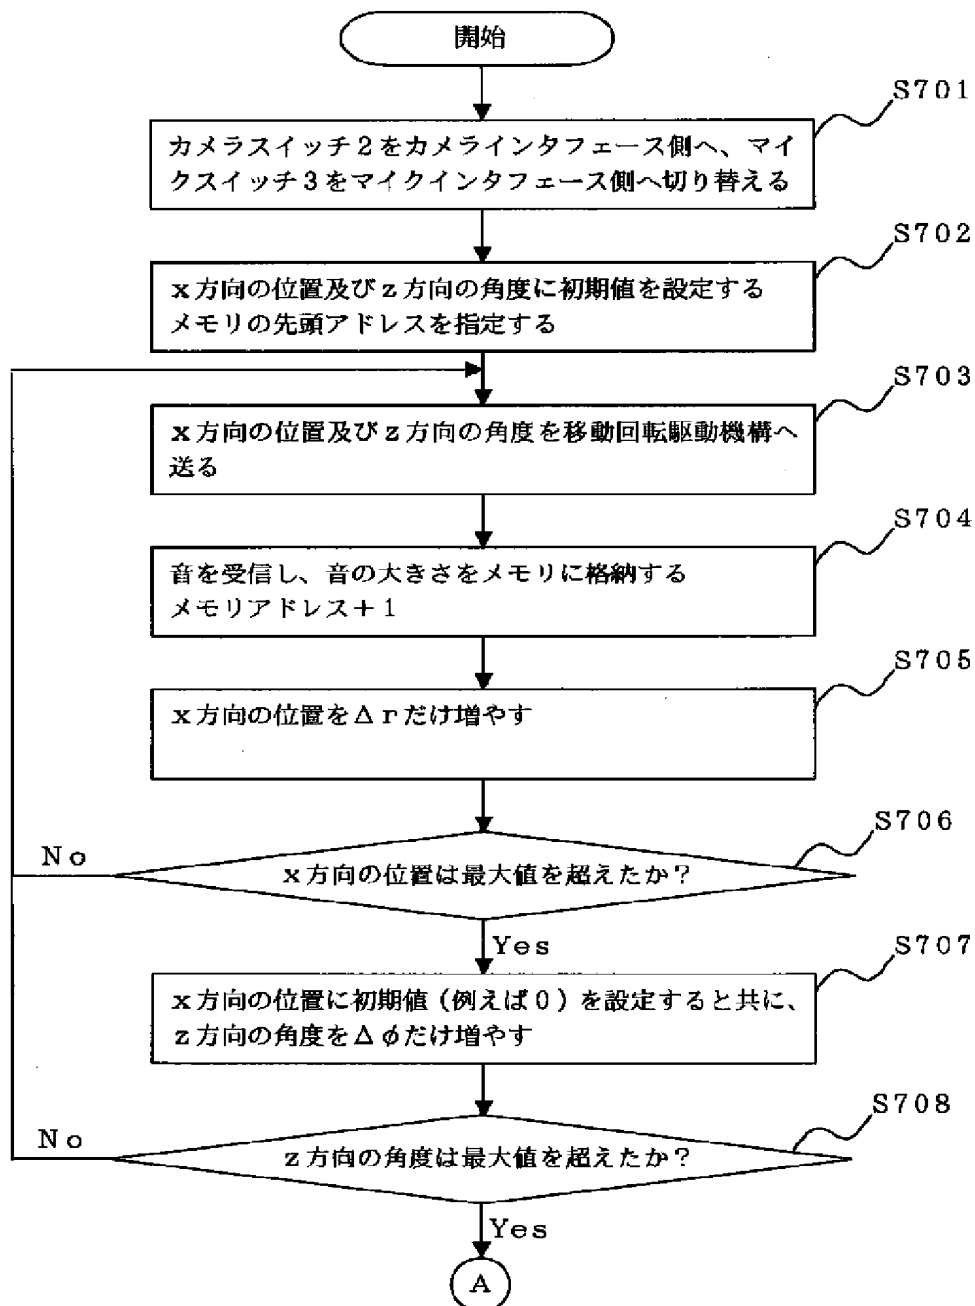 開始
S701
カメラスイッチ2をカメラインタフェース側へ、マイ
クスイッチ3をマイクインタフェース側へ切り替える
S702
x方向の位置及びz方向の角度に初期値を設定する
メモリの先頭アドレスを指定する
S703
x方向の位置及びz方向の角度を移動回転駆動機構へ
送る
S704
音を受信し、音の大きさをメモリに格納する
メモリアドレス+1
S705
x方向の位置をΔrだけ増やす
S706
No
x方向の位置は最大値を超えたか?
Yes
S707
x方向の位置に初期値(例えば0)を設定すると共に、
z方向の角度をΔφだけ増やす
S708
No
z方向の角度は最大値を超えたか?
Yes
A